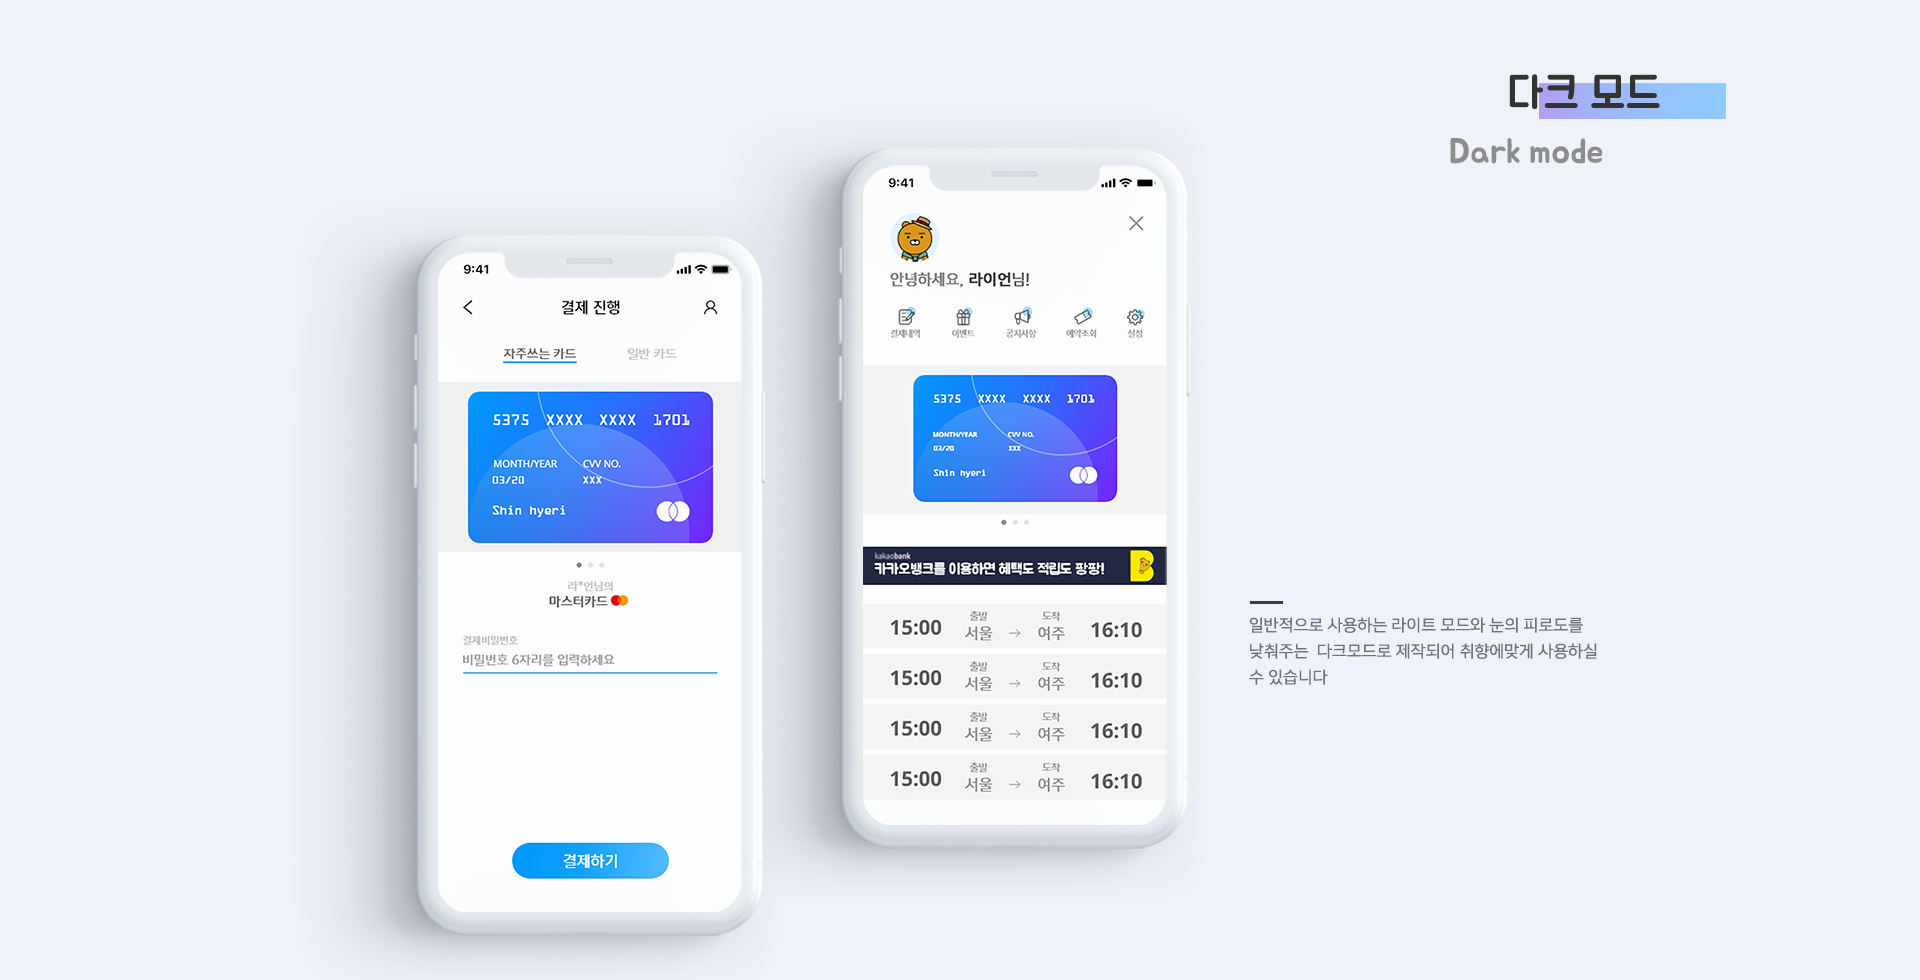 다크 모드
Dark mode
9:41
결제 진행
자주쓰는 카드 일반 카드
5375 XXXX XXXX 1701
MONTH/YEAR CVV NO.
03/20 XXX
Shin hyeri
라*언님의
마스터카드
결제비밀번호
비밀번호 6자리를 입력하세요
결제하기
9:41
안녕하세요, 라이언님!
결제내역 이벤트 공지사항 예약조회 설정
5375 XXXX XXXX 1701
MONTH/YEAR CVV NO.
03/20 XXX
Shin hyeri
kakaobank
카카오뱅크를 이용하면 혜택도 적립도 팡팡!
출발 도착
15:00 서울 → 여주 16:10
출발 도착
15:00 서울 → 여주 16:10
출발 도착
15:00 서울 → 여주 16:10
출발 도착
15:00 서울 → 여주 16:10
일반적으로 사용하는 라이트 모드와 눈의 피로도를
낮춰주는 다크모드로 제작되어 취향에맞게 사용하실
수 있습니다